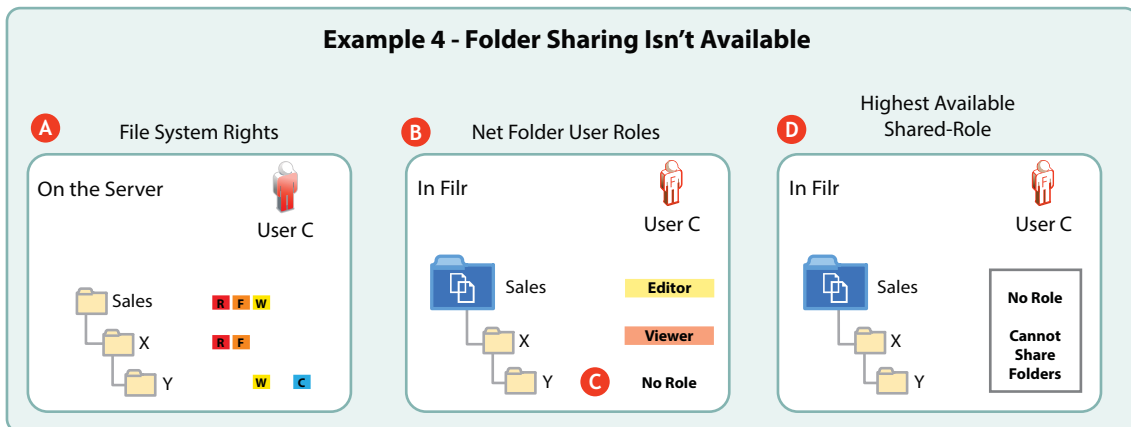 Example 4 - Folder Sharing Isn't Available
A
File System Rights
On the Server
User C
Sales
R F W
X
R F
Y
W C
B
Net Folder User Roles
In Filr
F
User C
Sales
Editor
X
Viewer
Y
C
No Role
D
Highest Available
Shared-Role
In Filr
F
User C
Sales
X
Y
No Role
Cannot
Share
Folders